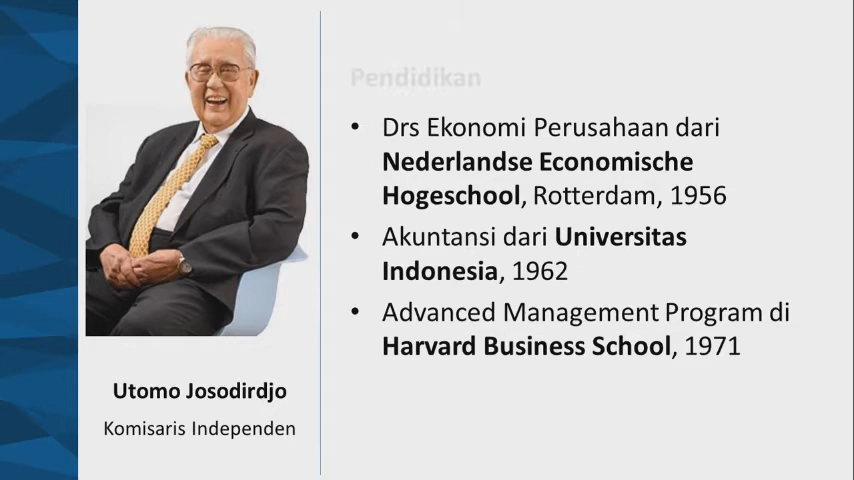 Pendidikan
• Drs Ekonomi Perusahaan dari
Nederlandse Economische
Hogeschool, Rotterdam, 1956
• Akuntansi dari Universitas
Indonesia, 1962
• Advanced Management Program di
Harvard Business School, 1971
Utomo Josodirdjo
Komisaris Independen